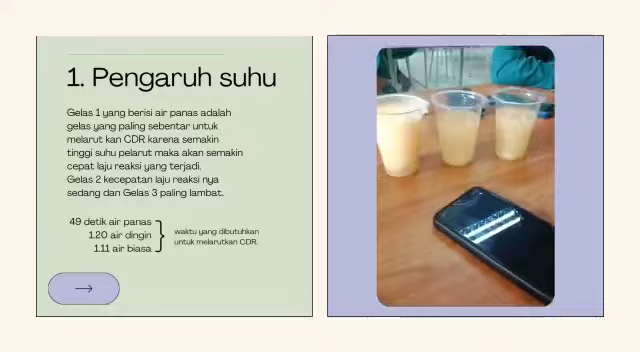 1. Pengaruh suhu
Gelas 1 yang berisi air panas adalah
gelas yang paling sebentar untuk
melarut kan CDR karena semakin
tinggi suhu pelarut maka akan semakin
cepat laju reaksi yang terjadi.
Gelas 2 kecepatan laju reaksi nya
sedang dan Gelas 3 paling lambat.
49 detik air panas
1.20 air dingin
1.11 air biasa
waktu yang dibutuhkan
untuk melarutkan CDR.